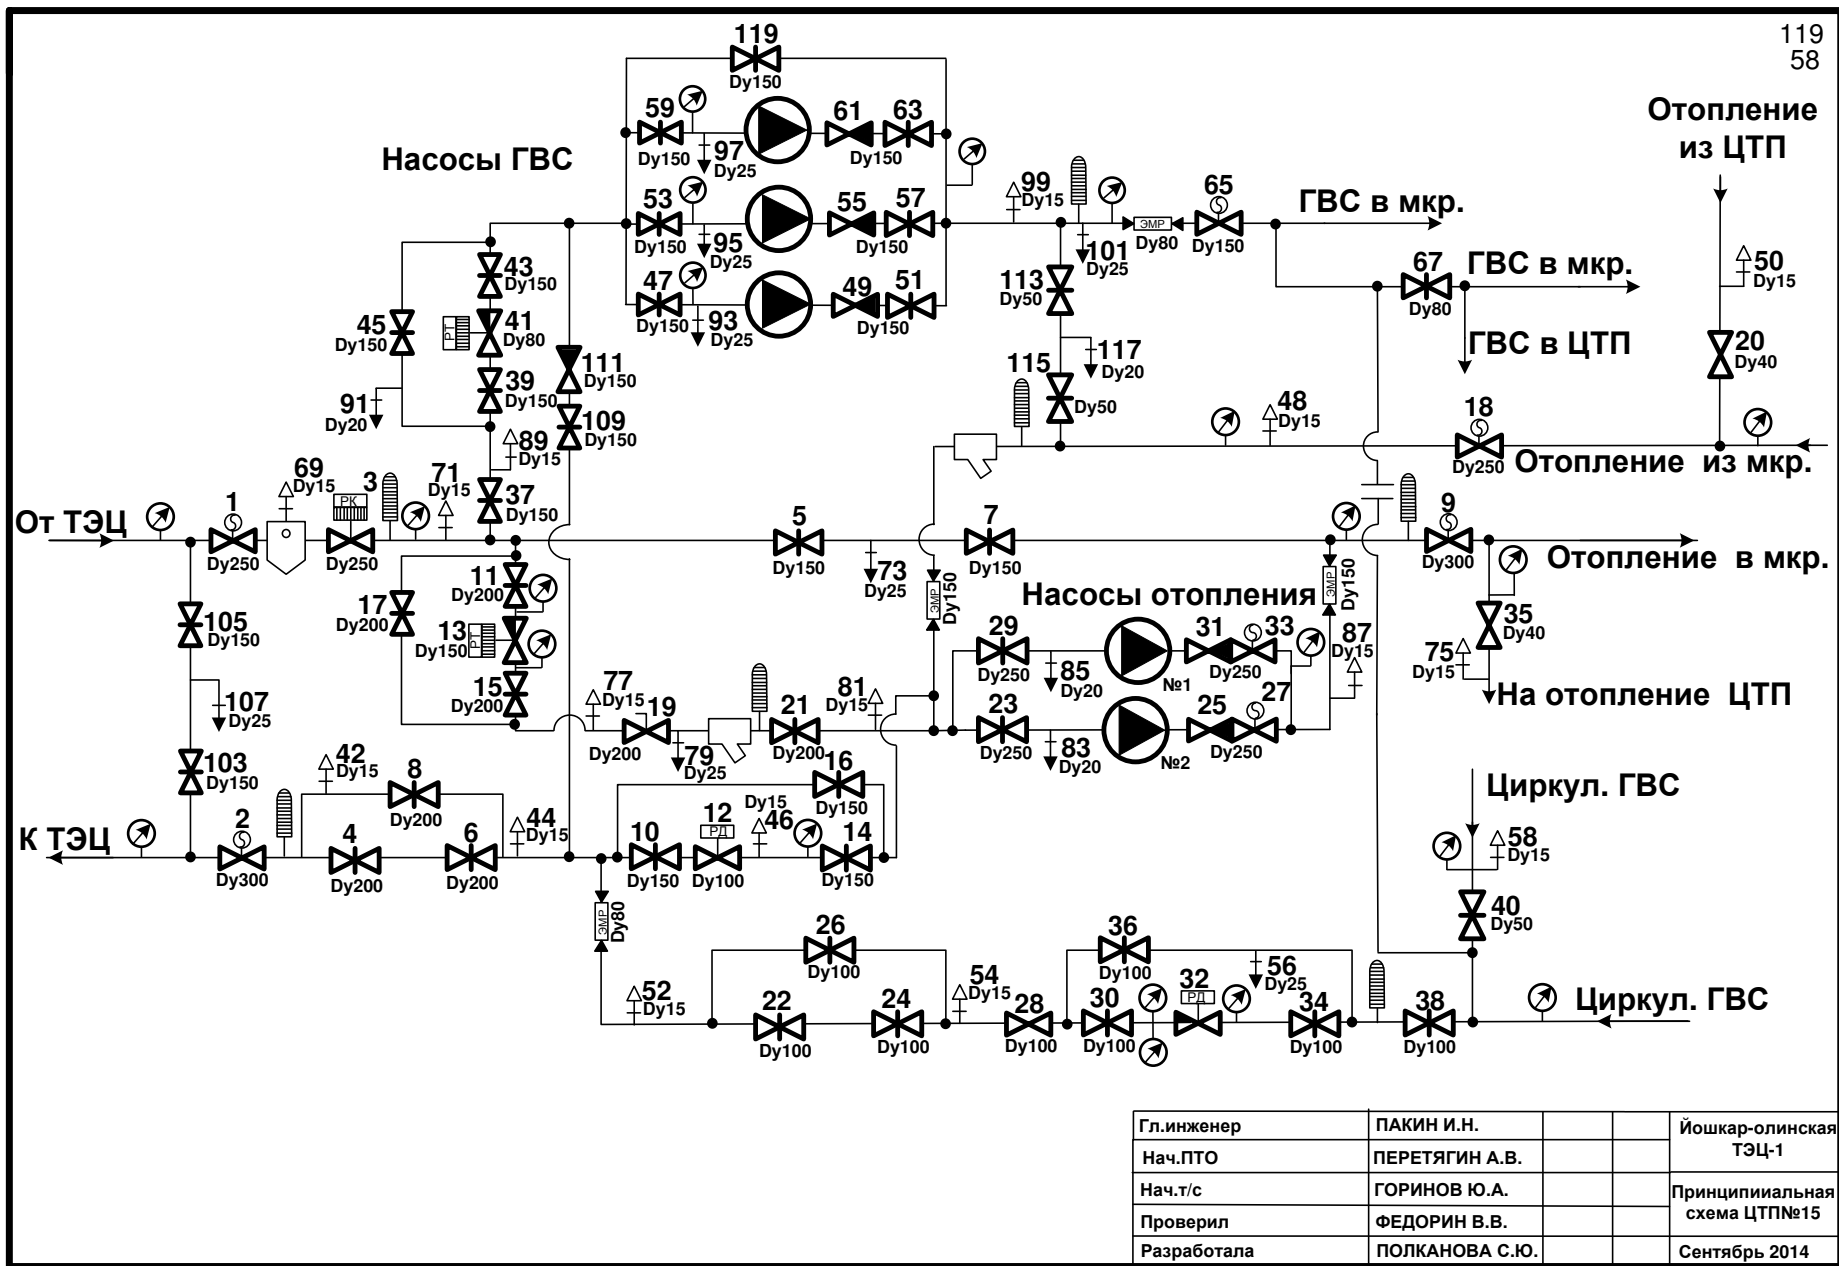 119
58
119
Dy150
59
Dy150
97
Dy25
61
63
Dy150
Насосы ГВС
53
Dy150
95
Dy25
55
57
Dy150
47
Dy150
93
Dy25
49
51
Dy150
99
Dy15
101
Dy25
ЭМР
Dy80
65
Dy150
ГВС в мкр.
67
Dy80
ГВС в мкр.
ГВС в ЦТП
Отопление
из ЦТП
50
Dy15
20
Dy40
43
Dy150
45
Dy150
РТ
41
Dy80
39
Dy150
91
Dy20
89
Dy15
37
Dy150
111
Dy150
109
Dy150
113
Dy50
117
Dy20
115
Dy50
48
Dy15
18
Dy250
Отопление из мкр.
От ТЭЦ
1
Dy250
69
Dy15
3
РК
Dy250
71
Dy15
5
Dy150
73
Dy25
7
Dy150
9
Dy300
Отопление в мкр.
105
Dy150
107
Dy25
103
Dy150
17
Dy200
11
Dy200
13
Dy150
РТ
15
Dy200
ЭМР
Dy150
Насосы отопления
ЭМР
Dy150
29
Dy250
85
Dy20
№1
31
33
Dy250
87
Dy15
35
Dy40
75
Dy15
На отопление ЦТП
77
Dy15
19
Dy200
79
Dy25
21
Dy200
81
Dy15
23
Dy250
83
Dy20
№2
25
27
Dy250
К ТЭЦ
2
Dy300
42
Dy15
8
Dy200
4
Dy200
6
Dy200
44
Dy15
16
Dy150
10
Dy150
12
РД
Dy100
Dy15
46
14
Dy150
Циркул. ГВС
58
Dy15
40
Dy50
ЭМР
Dy80
52
Dy15
26
Dy100
22
Dy100
24
Dy100
54
Dy15
28
Dy100
36
Dy100
30
Dy100
32
РД
56
Dy25
34
Dy100
38
Dy100
Циркул. ГВС
Гл.инженер ПАКИН И.Н.
Нач.ПТО ПЕРЕТЯГИН А.В.
Нач.т/с ГОРИНОВ Ю.А.
Проверил ФЕДОРИН В.В.
Разработала ПОЛКАНОВА С.Ю.
Йошкар-олинская
ТЭЦ-1
Принципииальная
схема ЦТП№15
Сентябрь 2014